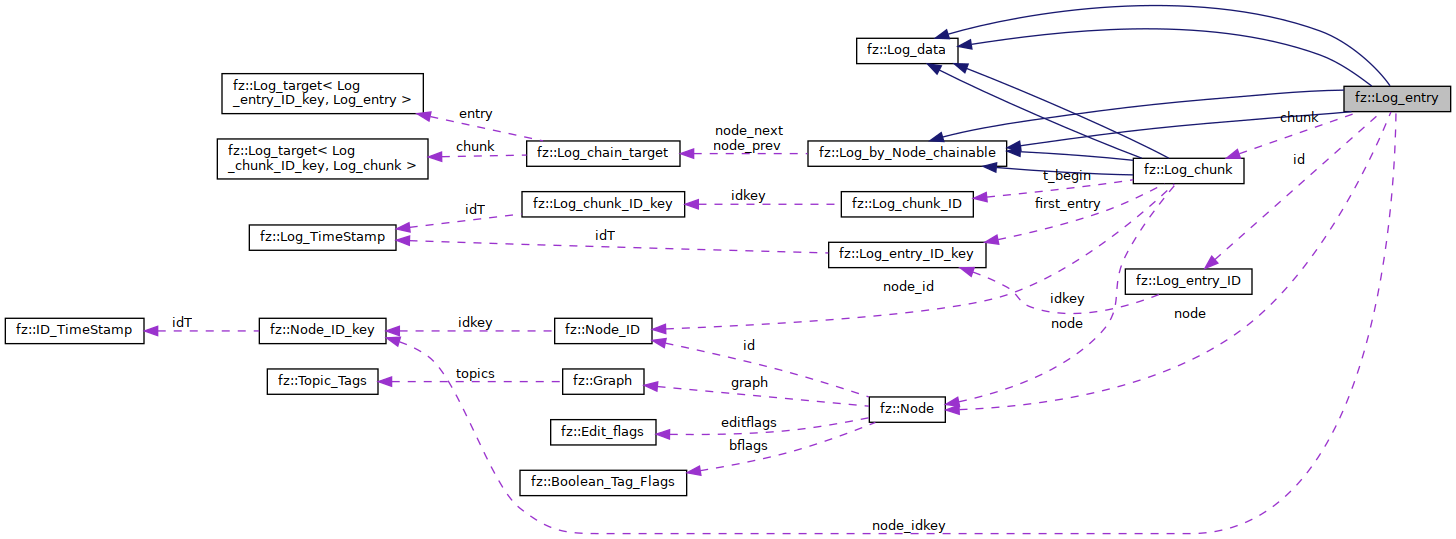 fz::Log_data
fz::Log_target< Log
_entry_ID_key, Log_entry >
fz::Log_entry
entry
chunk
node_next
node_prev
fz::Log_target< Log
_chunk_ID_key, Log_chunk >
chunk
fz::Log_chain_target
fz::Log_by_Node_chainable
id
fz::Log_chunk
t_begin
idT
fz::Log_chunk_ID_key
idkey
fz::Log_chunk_ID
first_entry
fz::Log_TimeStamp
idT
fz::Log_entry_ID_key
fz::Log_entry_ID
node_id
idkey
node
node
fz::ID_TimeStamp
idT
fz::Node_ID_key
idkey
fz::Node_ID
id
fz::Topic_Tags
topics
fz::Graph
graph
fz::Node
editflags
fz::Edit_flags
bflags
fz::Boolean_Tag_Flags
node_idkey